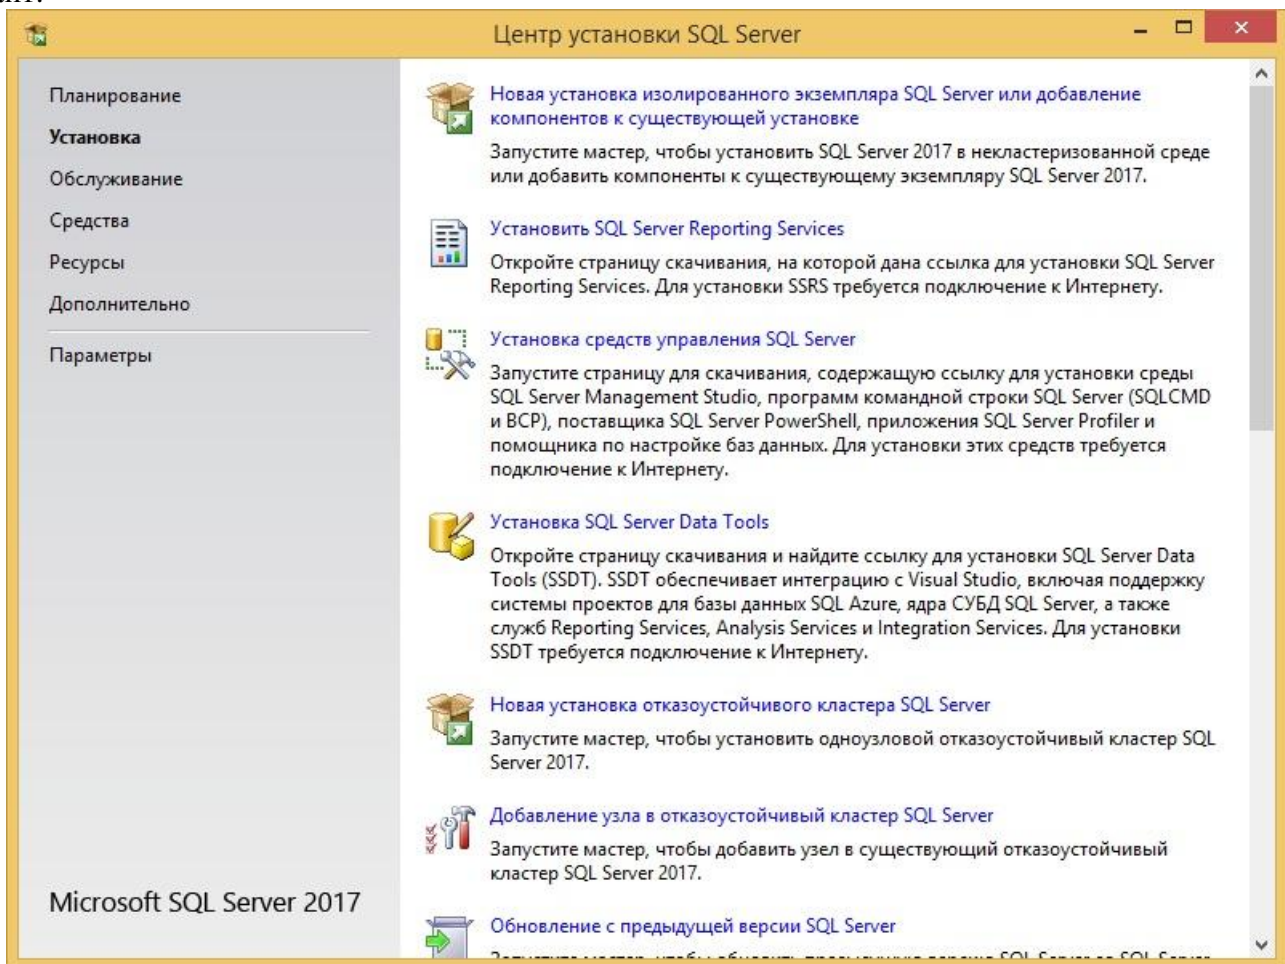 Центр установки SQL Server
Планирование
Установка
Обслуживание
Средства
Ресурсы
Дополнительно
Параметры
Microsoft SQL Server 2017
Новая установка изолированного экземпляра SQL Server или добавление
компонентов к существующей установке
Запустите мастер, чтобы установить SQL Server 2017 в некластеризованной среде
или добавить компоненты к существующему экземпляру SQL Server 2017.
Установить SQL Server Reporting Services
Откройте страницу скачивания, на которой дана ссылка для установки SQL Server
Reporting Services. Для установки SSRS требуется подключение к Интернету.
Установка средств управления SQL Server
Запустите страницу для скачивания, содержащую ссылку для установки среды
SQL Server Management Studio, программ командной строки SQL Server (SQLCMD
и BCP), поставщика SQL Server PowerShell, приложения SQL Server Profiler и
помощника по настройке баз данных. Для установки этих средств требуется
подключение к Интернету.
Установка SQL Server Data Tools
Откройте страницу скачивания и найдите ссылку для установки SQL Server Data
Tools (SSDT). SSDT обеспечивает интеграцию с Visual Studio, включая поддержку
системы проектов для базы данных SQL Azure, ядра СУБД SQL Server, а также
служб Reporting Services, Analysis Services и Integration Services. Для установки
SSDT требуется подключение к Интернету.
Новая установка отказоустойчивого кластера SQL Server
Запустите мастер, чтобы установить одноузловой отказоустойчивый кластер SQL
Server 2017.
Добавление узла в отказоустойчивый кластер SQL Server
Запустите мастер, чтобы добавить узел в существующий отказоустойчивый
кластер SQL Server 2017.
Обновление с предыдущей версии SQL Server